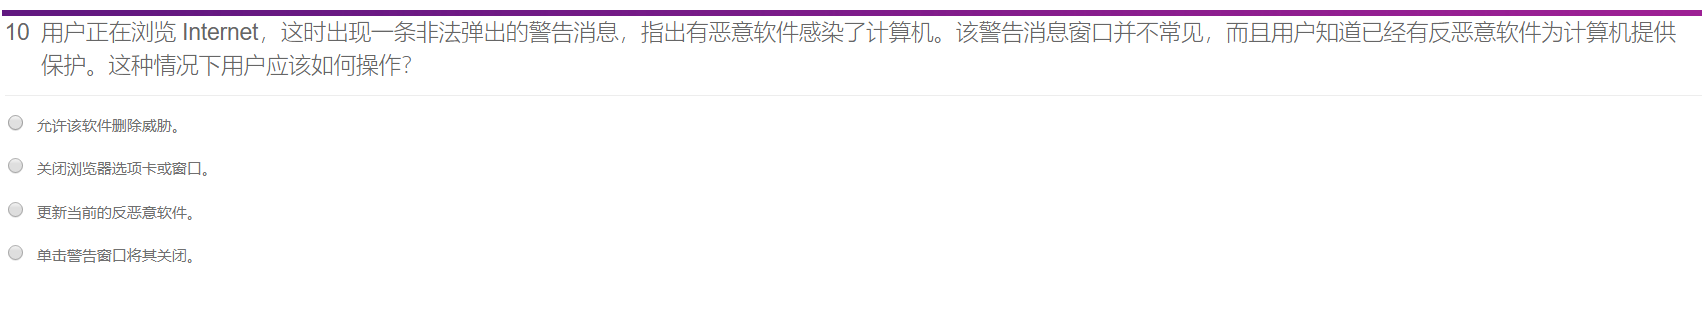 10 用户正在浏览 Internet，这时出现一条非法弹出的警告消息，指出有恶意软件感染了计算机。该警告消息窗口并不常见，而且用户知道已经有反恶意软件为计算机提供
保护。这种情况下用户应该如何操作？
允许该软件删除威胁。
关闭浏览器选项卡或窗口。
更新当前的反恶意软件。
单击警告窗口将其关闭。